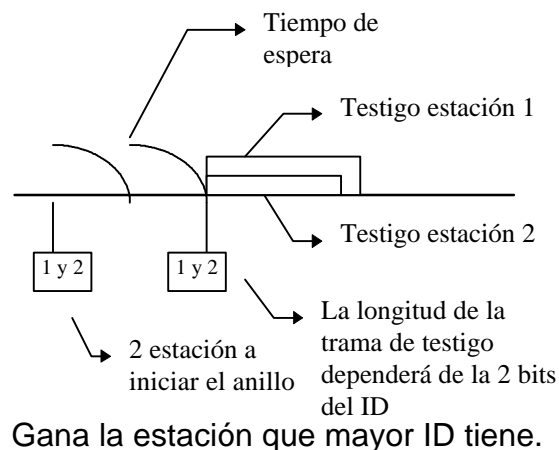 Tiempo de
espera
Testigo estación 1
Testigo estación 2
1 y 2
1 y 2
2 estación a
iniciar el anillo
La longitud de la
trama de testigo
dependerá de la 2 bits
del ID
Gana la estación que mayor ID tiene.